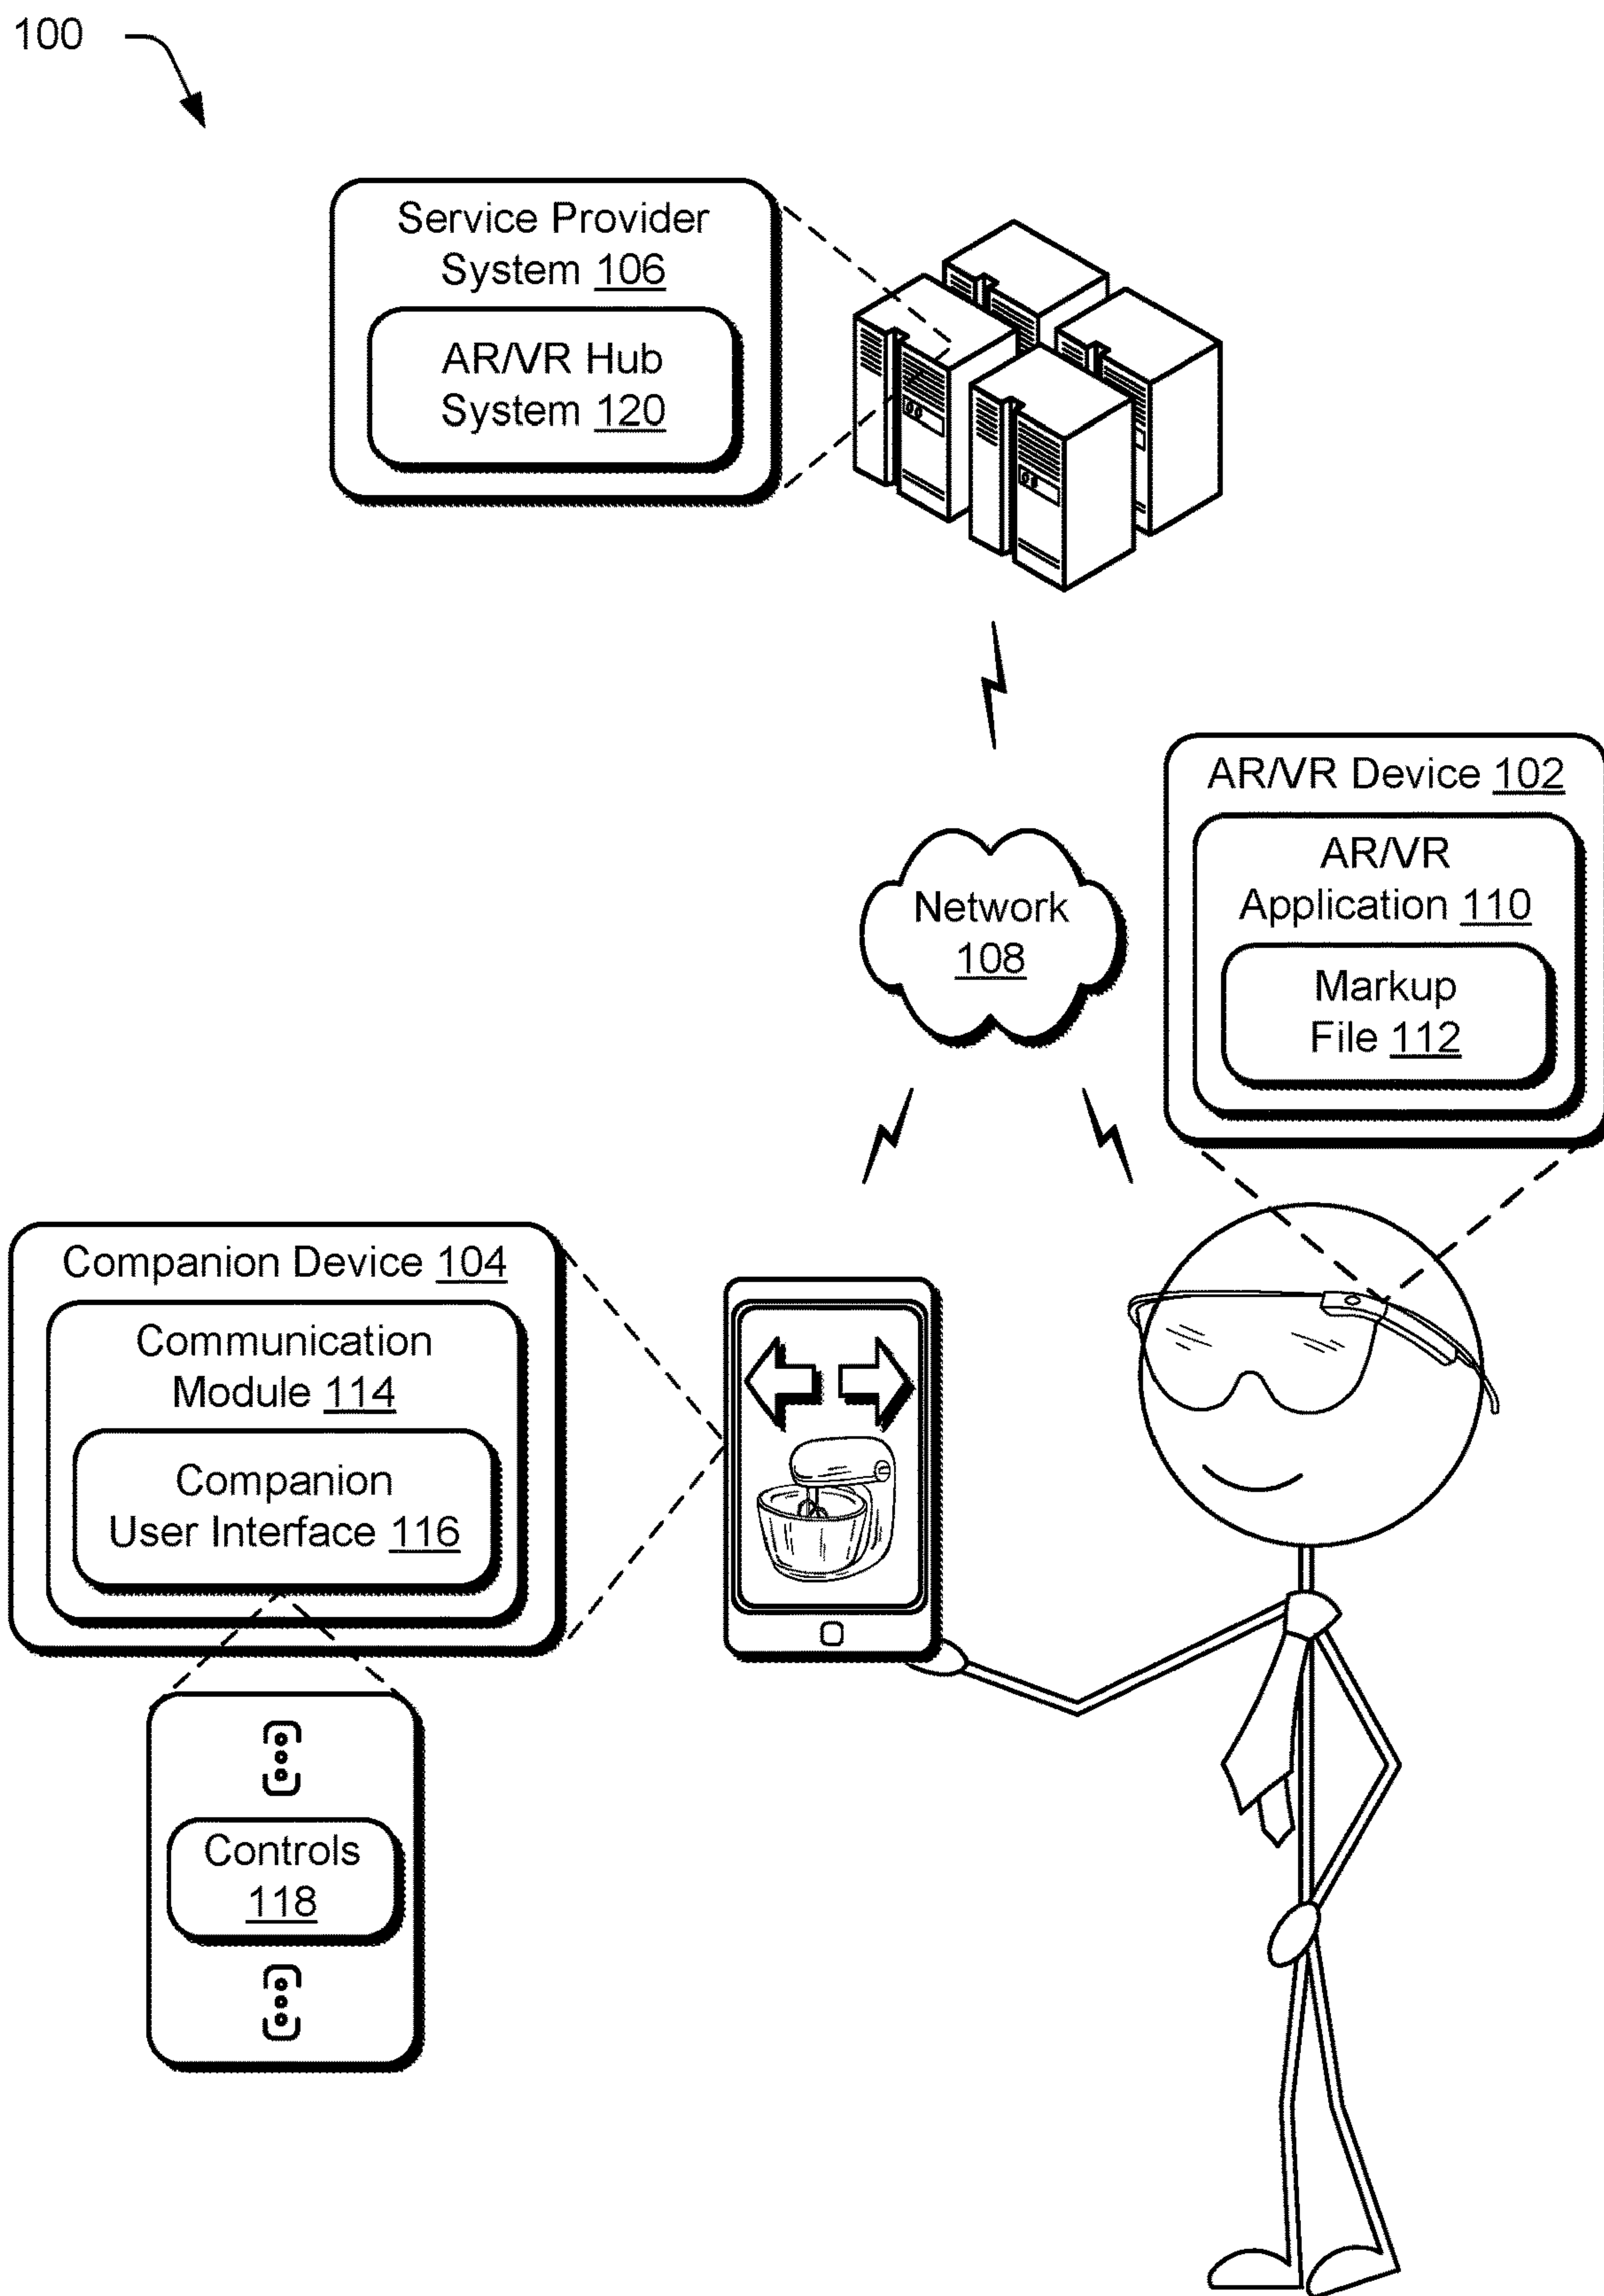 100
Service Provider
System 106
AR/VR Hub
System 120
AR/VR Device 102
AR/VR
Application 110
Markup
File 112
Network
108
Companion Device 104
Communication
Module 114
Companion
User Interface 116
Controls
118